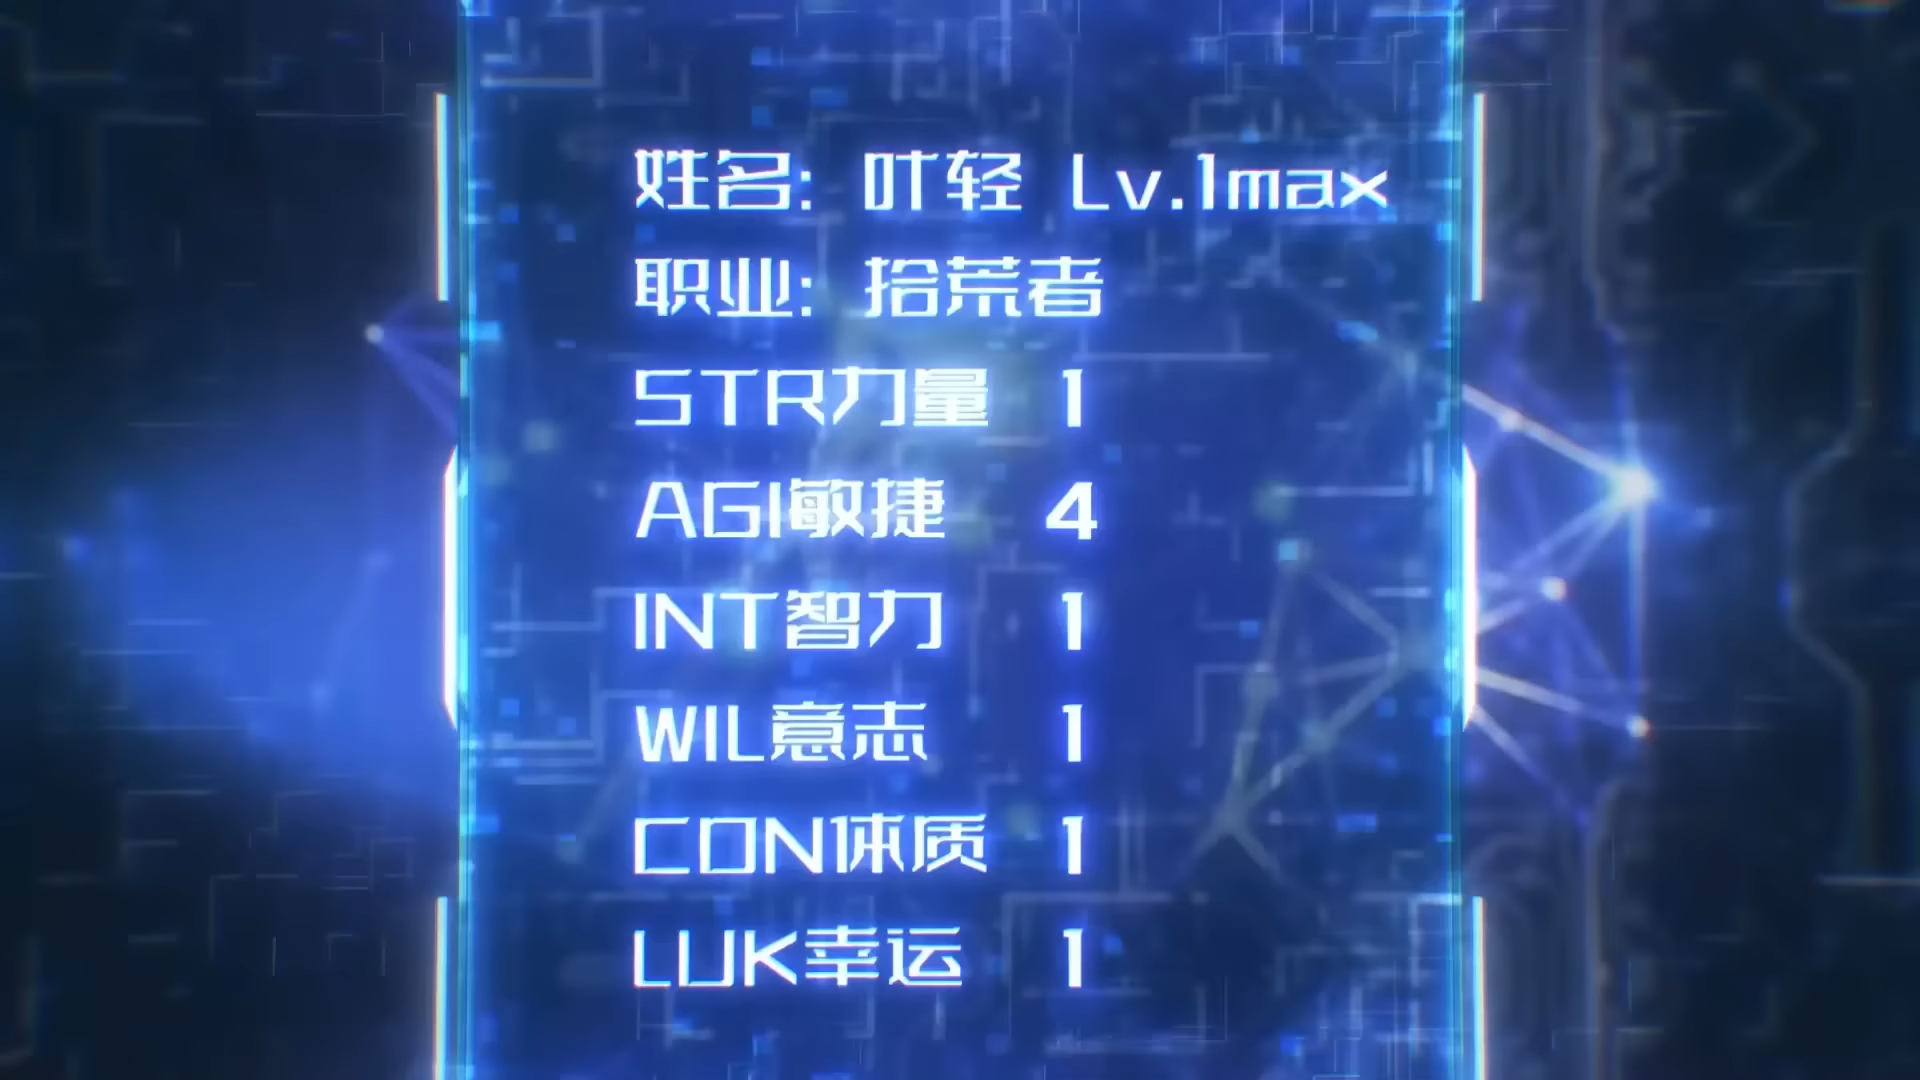 姓名: 叶轻 Lv.1max
职业: 拾荒者
STR力量 1
AGI敏捷 4
INT智力 1
WIL意志 1
CON体质 1
LUK幸运 1